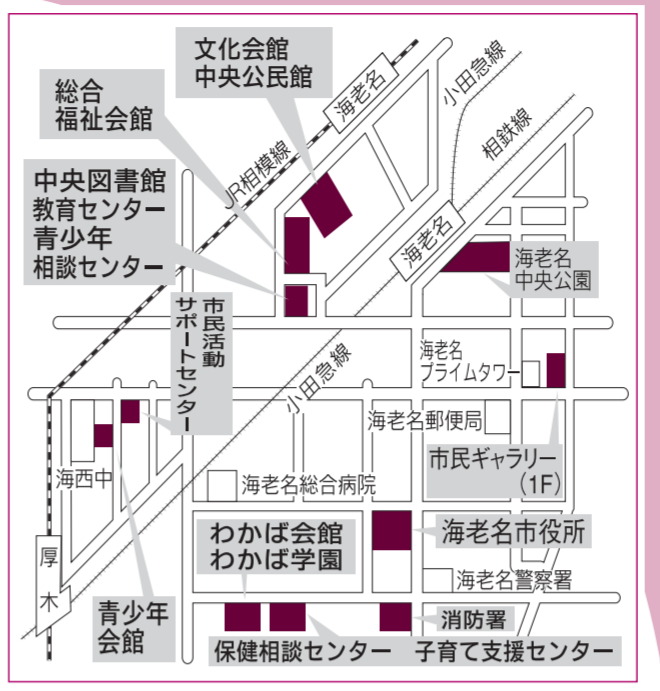 文化会館
中央公民館
海老名
小田急線
総合
福祉会館
相鉄線
JR相模線
中央図書館
教育センター
青少年
相談センター
海老名
海老名
中央公園
市民活動
サポートセンター
海老名
プライムタワー
小田急線
海老名郵便局
市民ギャラリー
(1F)
海西中
海老名総合病院
わかば会館
わかば学園
海老名市役所
厚木
海老名警察署
青少年
会館
消防署
保健相談センター
子育て支援センター